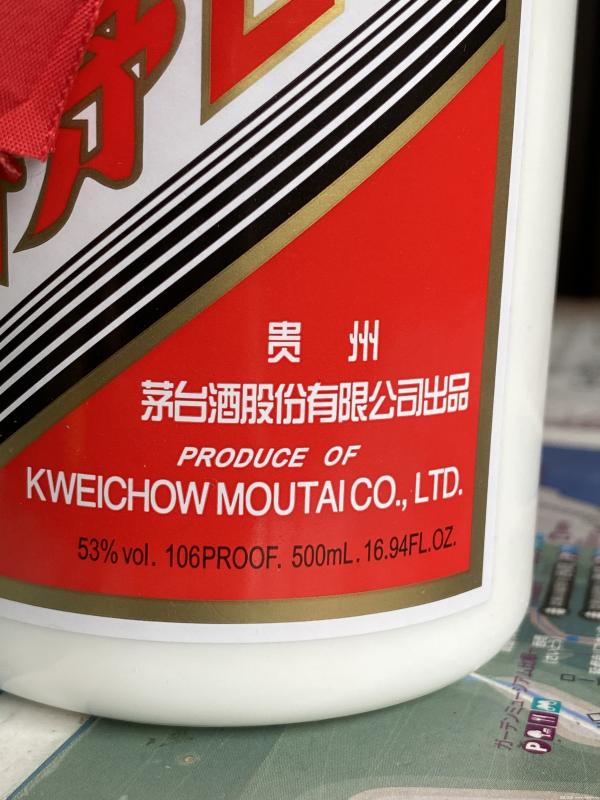 茅
贵 州
茅台酒股份有限公司出品
PRODUCE OF
KWEICHOW MOUTAI CO., LTD.
53% vol. 106PROOF. 500mL. 16.94FL.OZ.
P